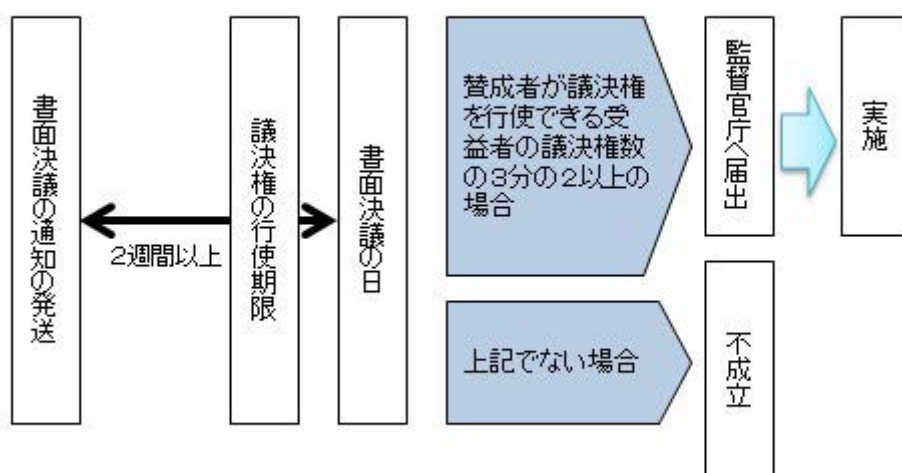 書面決議の通知の発送
2週間以上
議決権の行使期限
書面決議の日
賛成者が議決権
を行使できる受
益者の議決権数
の3分の2以上の
場合
監督官庁へ届出
実施
上記でない場合
不成立